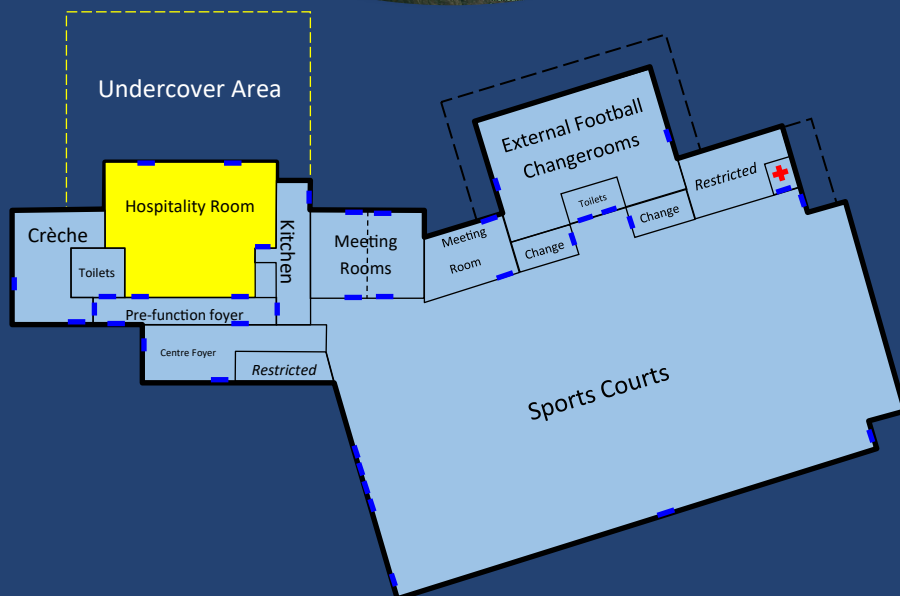 Undercover Area
External Football
Changerooms
Restricted
Toilets
Hospitality Room
Kitchen
Crèche
Toilets
Meeting
Rooms
Meeting
Room
Change
Change
Pre-function foyer
Centre Foyer
Restricted
Sports Courts